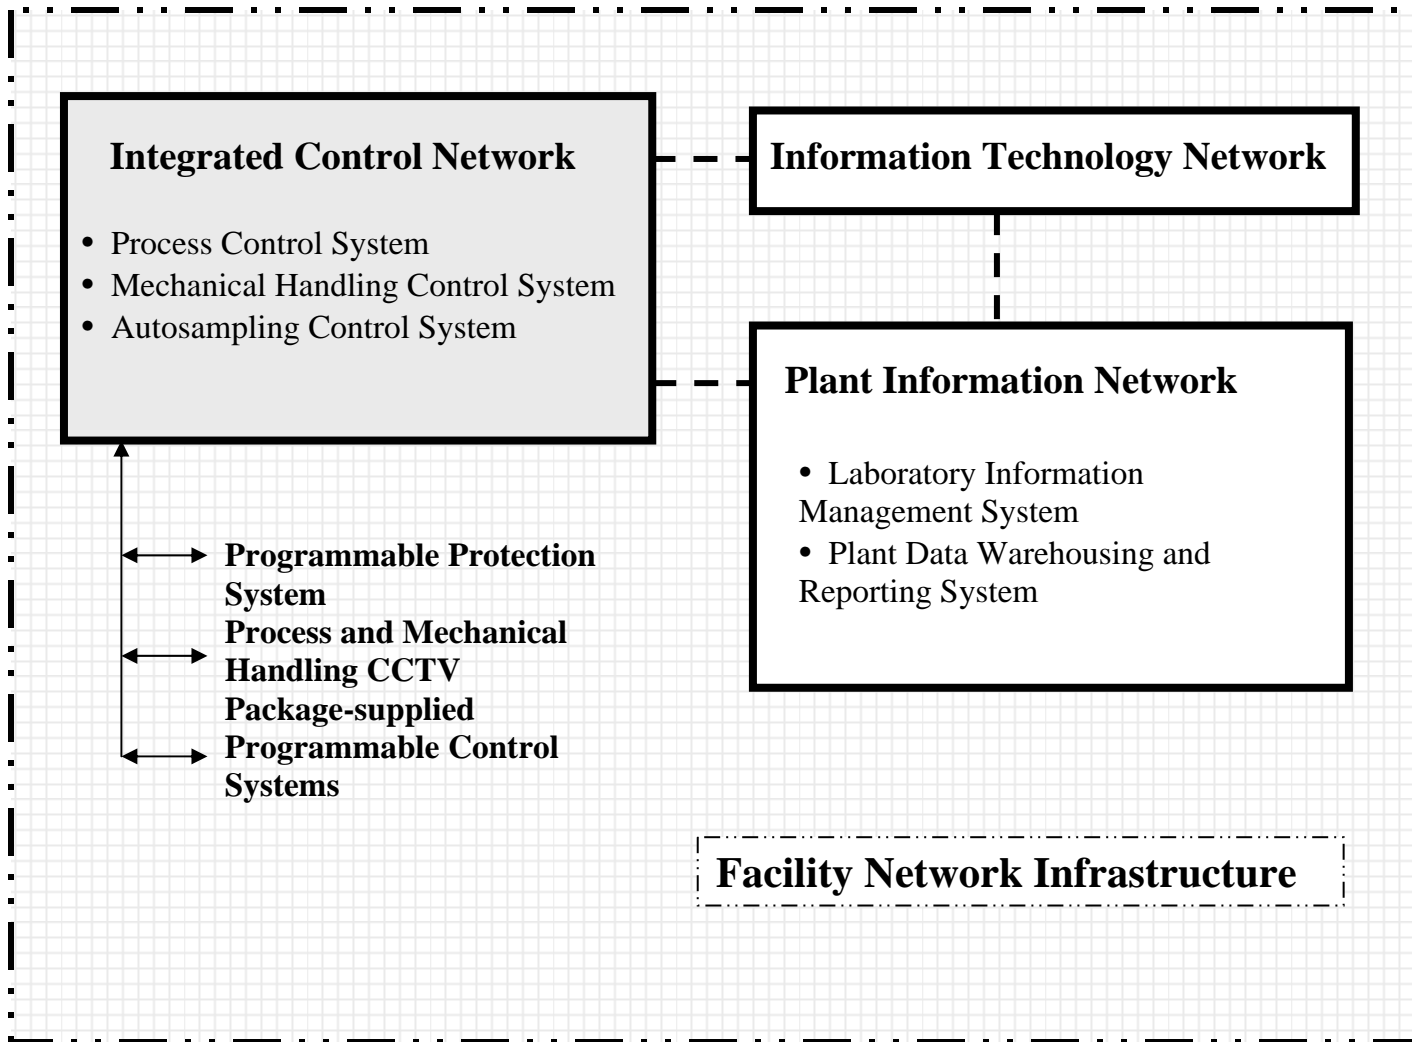 Integrated Control Network
• Process Control System
• Mechanical Handling Control System
• Autosampling Control System
Information Technology Network
Plant Information Network
• Laboratory Information
Management System
• Plant Data Warehousing and
Reporting System
Programmable Protection
System
Process and Mechanical
Handling CCTV
Package-supplied
Programmable Control
Systems
Facility Network Infrastructure